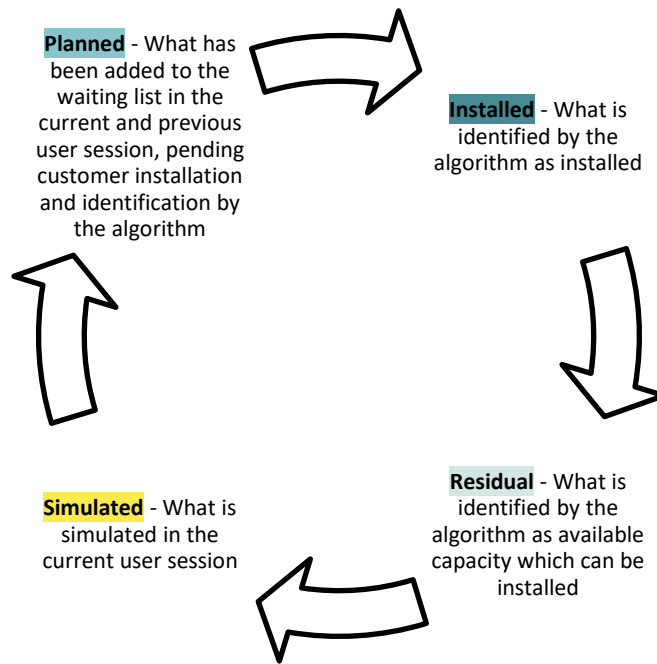 Planned - What has
been added to the
waiting list in the
current and previous
user session, pending
customer installation
and identification by
the algorithm
Installed - What is
identified by the
algorithm as installed
Residual - What is
identified by the
algorithm as available
capacity which can be
installed
Simulated - What is
simulated in the
current user session